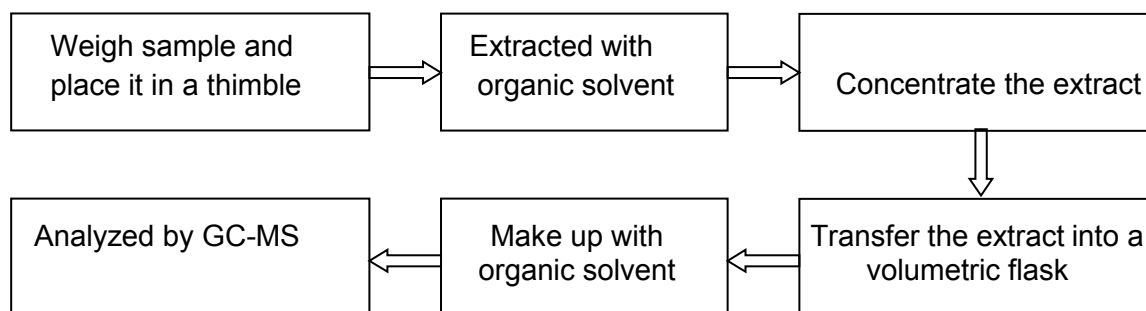 Weigh sample and
place it in a thimble
Extracted with
organic solvent
Concentrate the extract
Transfer the extract into a
volumetric flask
Make up with
organic solvent
Analyzed by GC-MS